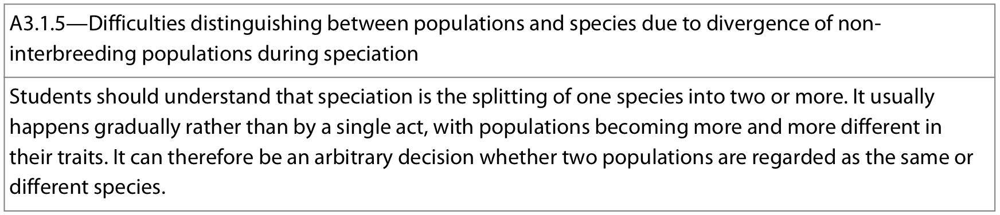 A3.1.5—Difficulties distinguishing between populations and species due to divergence of non-
interbreeding populations during speciation
Students should understand that speciation is the splitting of one species into two or more. It usually
happens gradually rather than by a single act, with populations becoming more and more different in
their traits. It can therefore be an arbitrary decision whether two populations are regarded as the same or
different species.